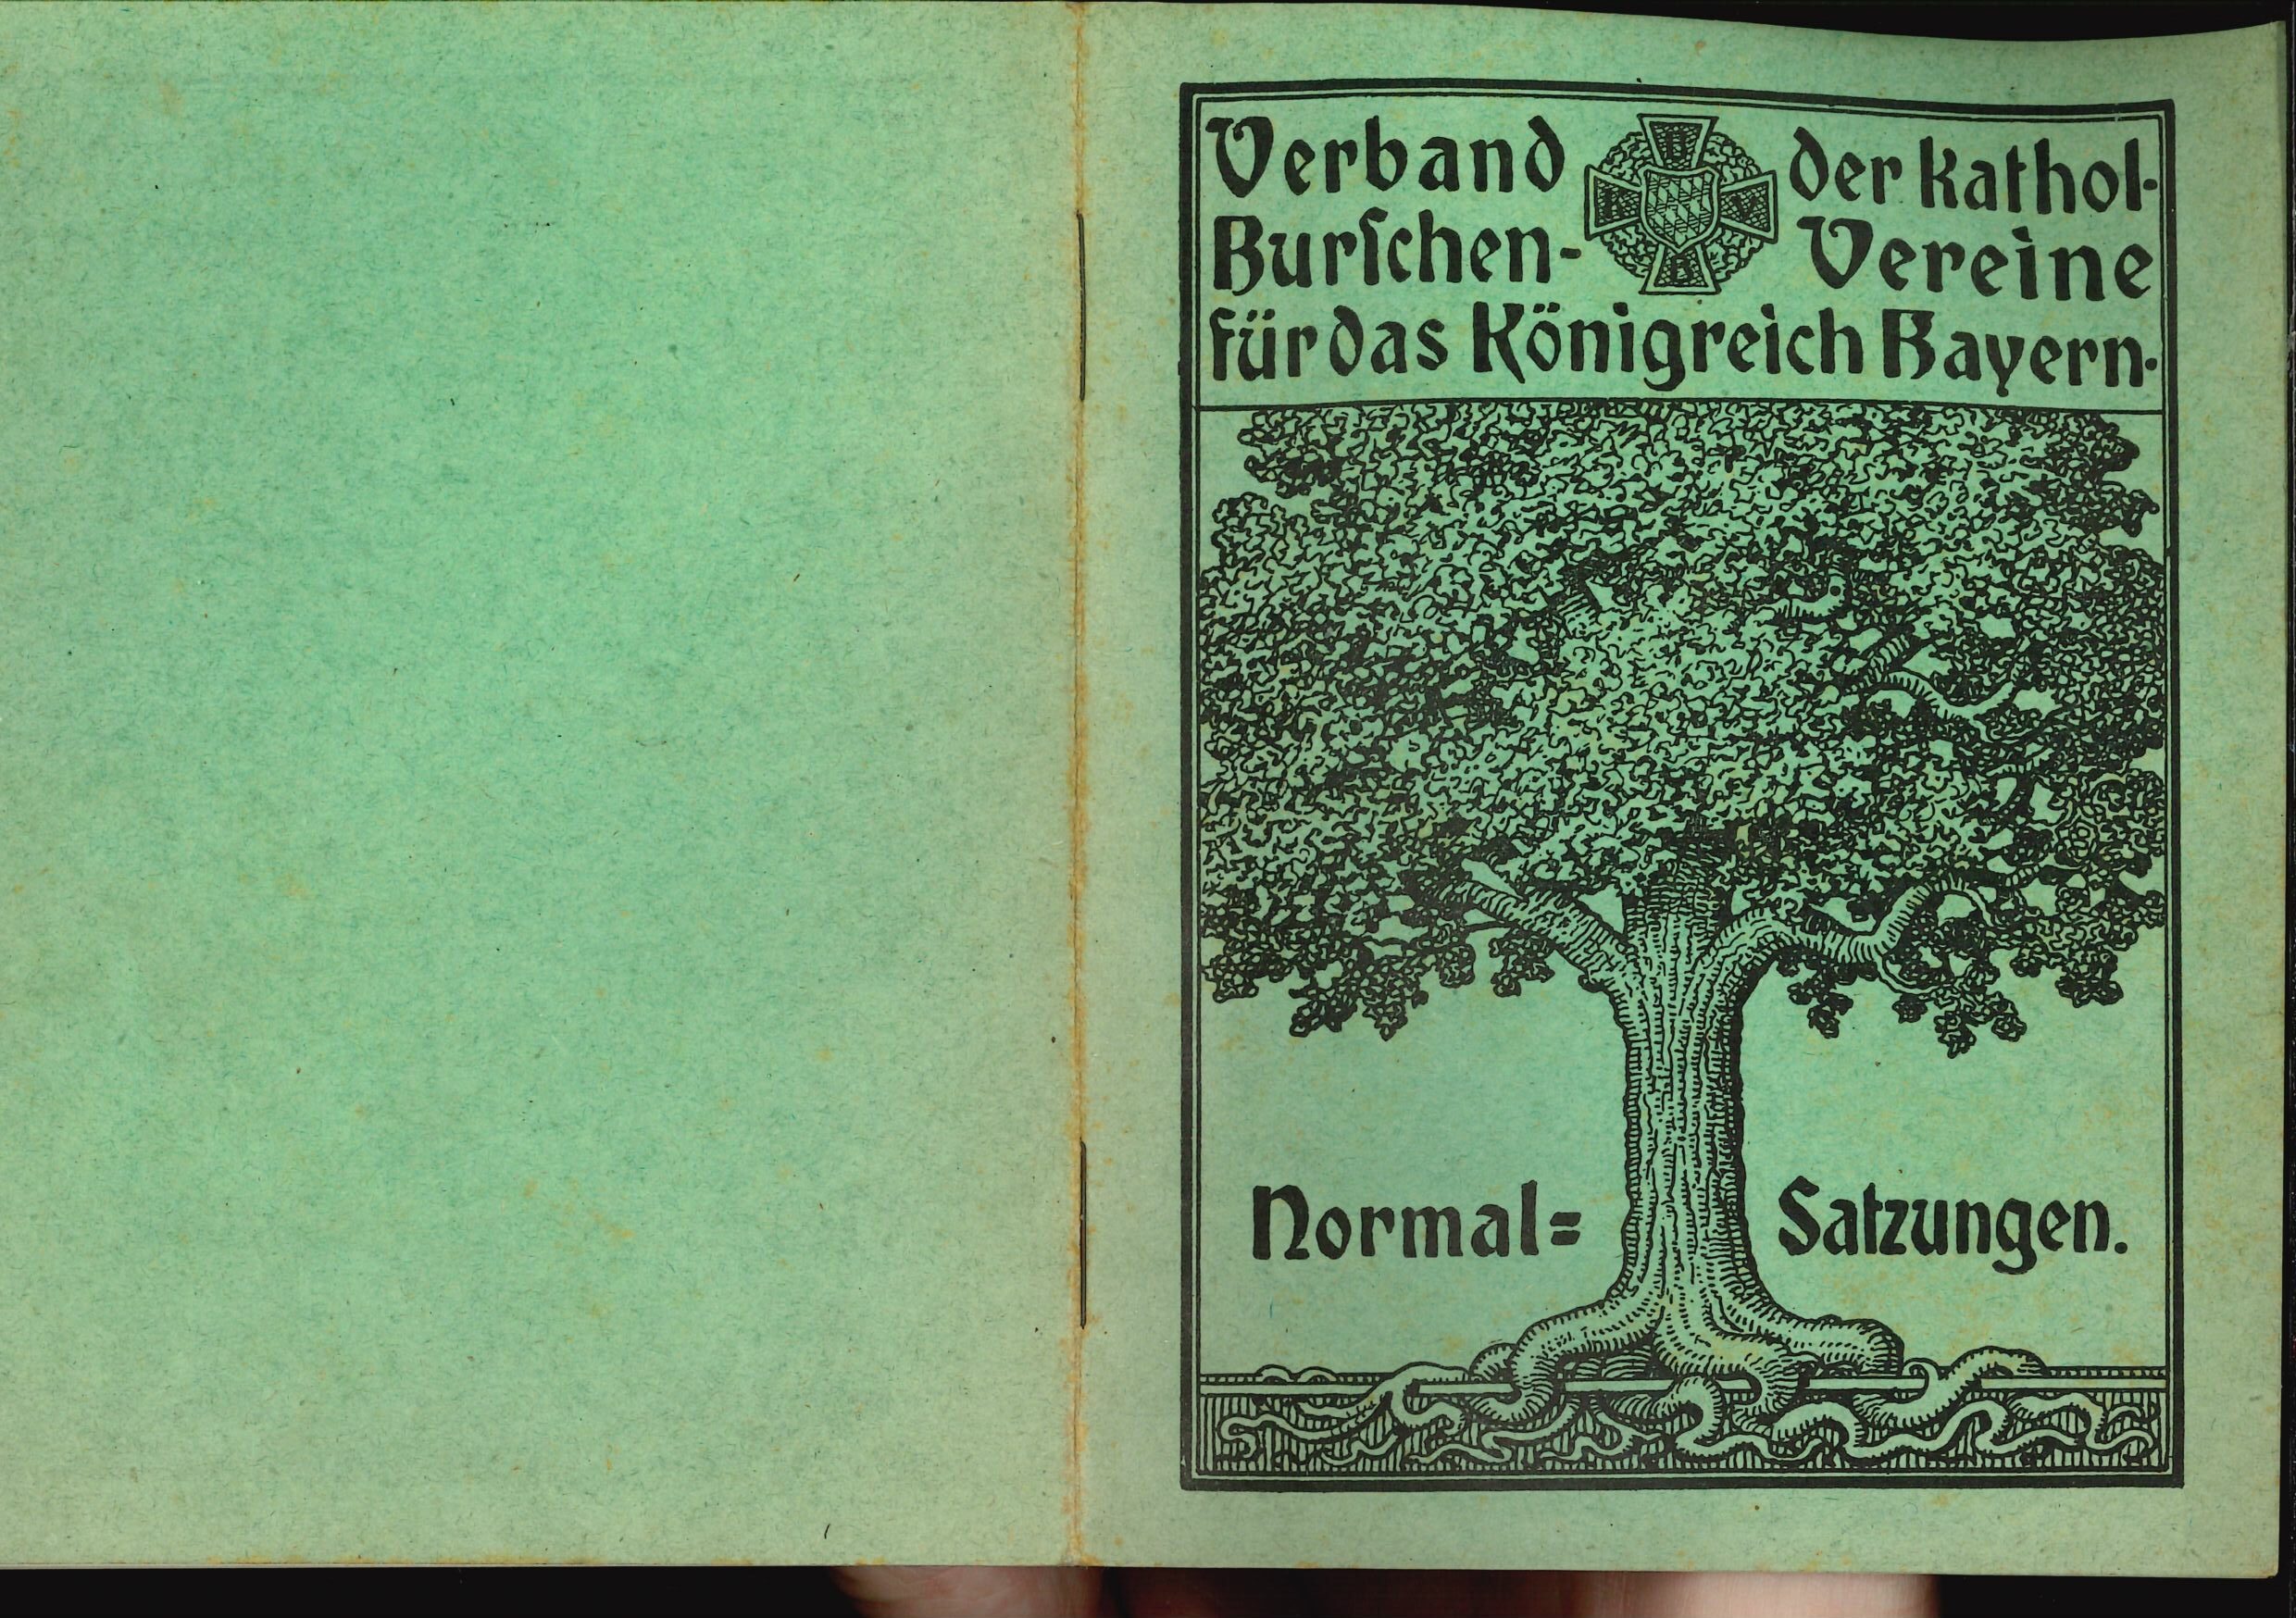 Verband der kathol.
Burſchen- Vereine
für das Königreich Bayern.
Normal= Satzungen.